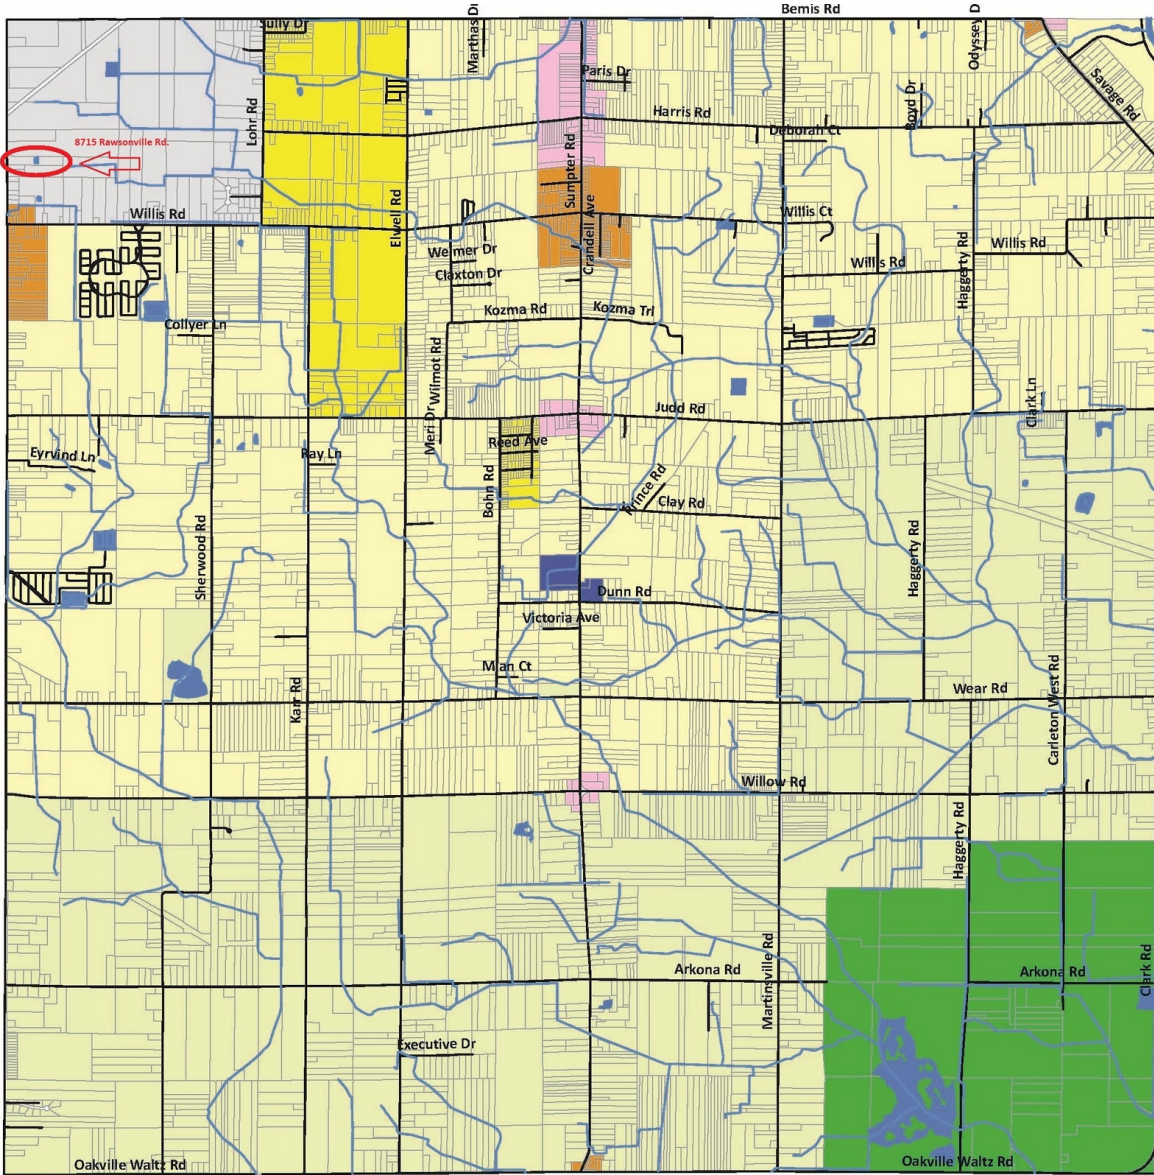 Bemis Rd
Sully Dr
Marthas Dr
Odyssey D
Paris Dr
Savage Rd
Boyd Dr
Harris Rd
Lohr Rd
Deborah Ct
8715 Rawsonville Rd.
Sumpter Rd
Elwell Rd
Crandell Ave
Willis Rd
Willis Ct
Haggerty Rd
Willis Rd
Weimer Dr
Willis Rd
Claxton Dr
Kozma Rd
Kozma Trl
Collyer Ln
Wilmot Rd
Clark Ln
Judd Rd
Meri Dr
Reed Ave
Eyrvind Ln
Ray Ln
Bohn Rd
Prince Rd
Clay Rd
Sherwood Rd
Haggerty Rd
Dunn Rd
Victoria Ave
Mian Ct
Karr Rd
Wear Rd
Carleton West Rd
Willow Rd
Haggerty Rd
Martinsville Rd
Arkona Rd
Arkona Rd
Clark Rd
Executive Dr
Oakville Waltz Rd
Oakville Waltz Rd